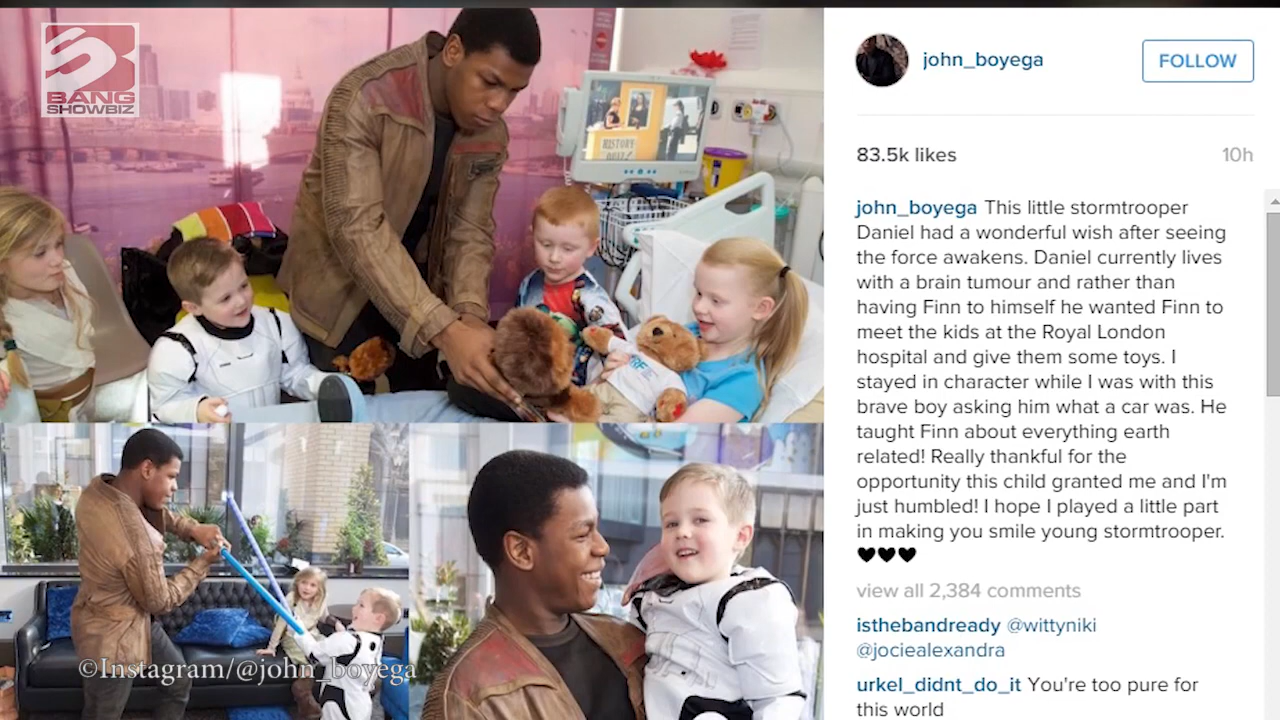 BANG
SHOWBIZ
HISTORY
QUIZ
©Instagram/@john_boyega
john_boyega
FOLLOW
83.5k likes
10h
john_boyega This little stormtrooper
Daniel had a wonderful wish after seeing
the force awakens. Daniel currently lives
with a brain tumour and rather than
having Finn to himself he wanted Finn to
meet the kids at the Royal London
hospital and give them some toys. I
stayed in character while I was with this
brave boy asking him what a car was. He
taught Finn about everything earth
related! Really thankful for the
opportunity this child granted me and I'm
just humbled! I hope I played a little part
in making you smile young stormtrooper.
🖤🖤🖤
view all 2,384 comments
isthebandready @wittyniki
@jociealexandra
urkel_didnt_do_it You're too pure for
this world